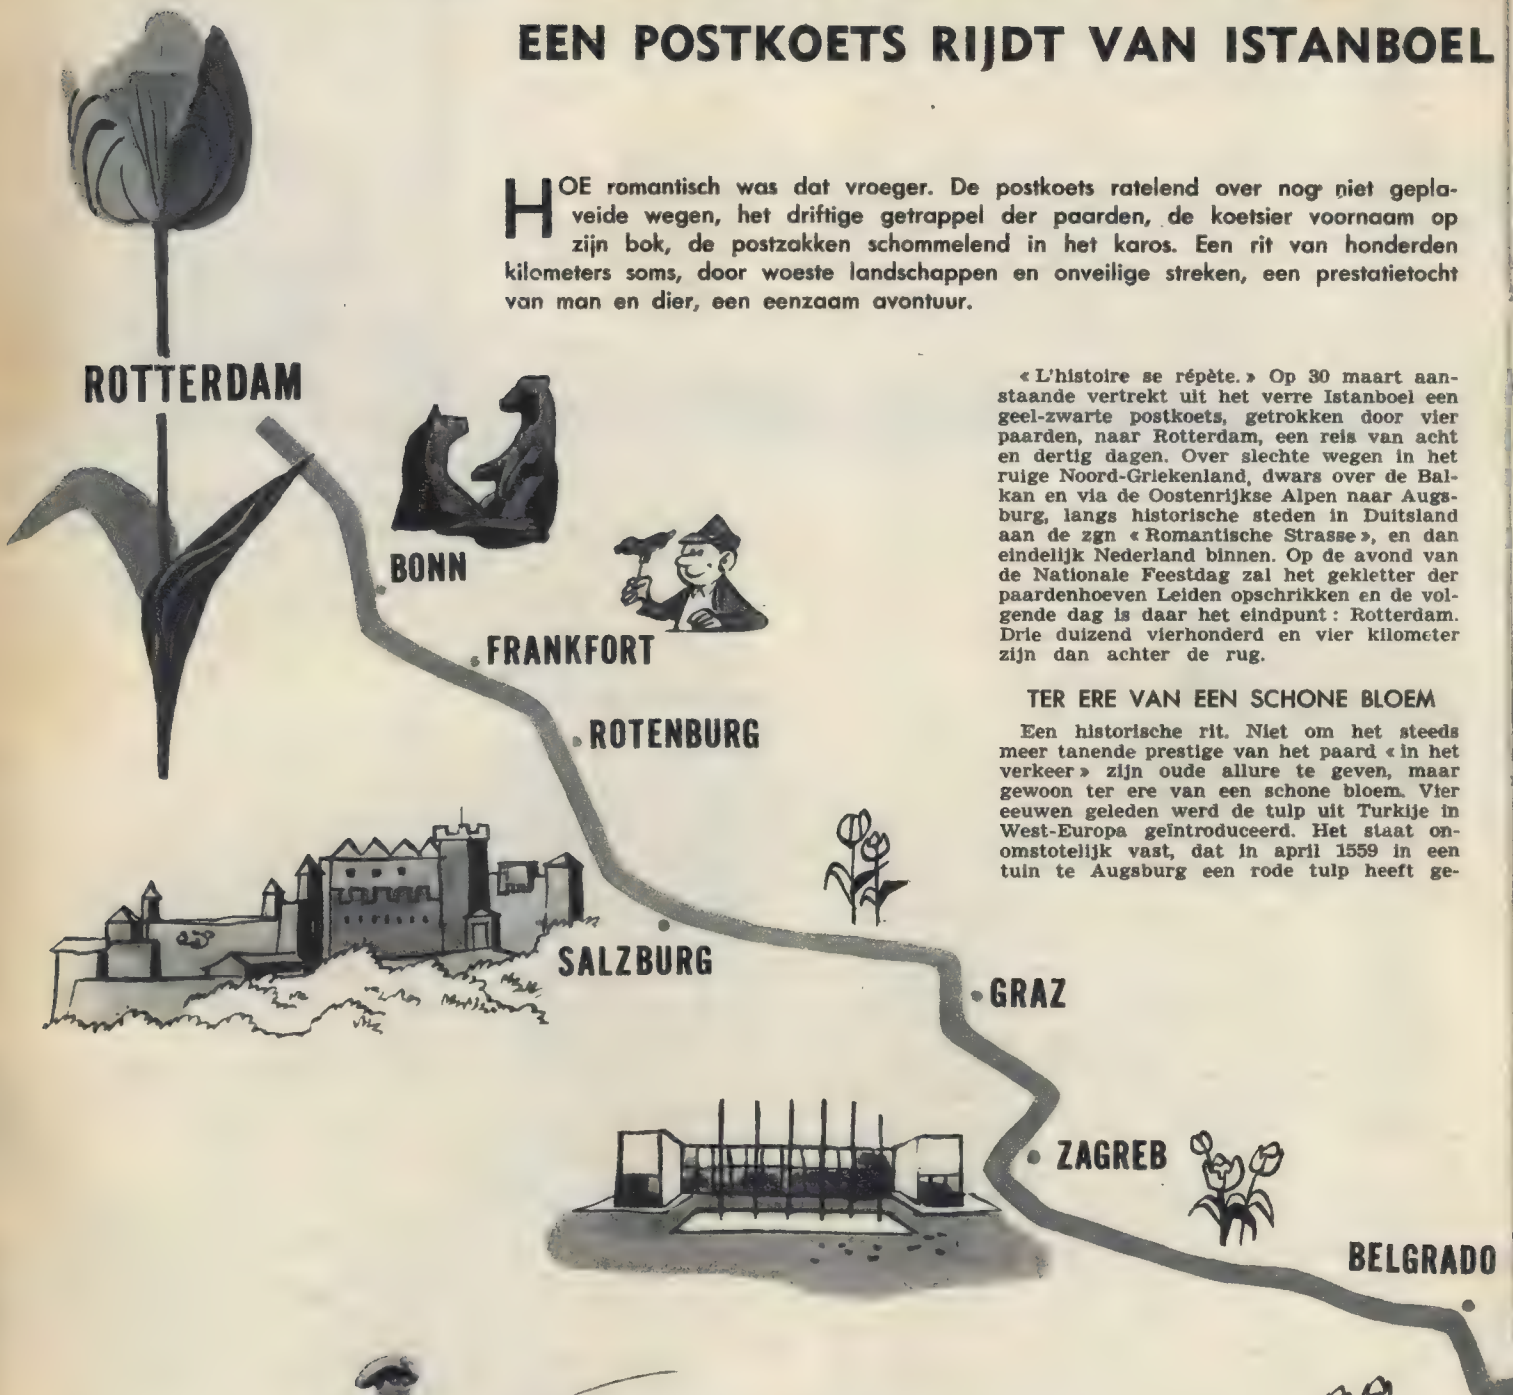 EEN POSTKOETS RIJDT VAN ISTANBOEL
HOE romantisch was dat vroeger. De postkoets ratelend over nog niet gepla-
veide wegen, het driftige getrappel der paarden, de koetsier voornaam op
zijn bok, de postzakken schommelend in het karos. Een rit van honderden
kilometers soms, door woeste landschappen en onveilige streken, een prestatietocht
van man en dier, een eenzaam avontuur.
« L'histoire se répète. » Op 30 maart aan-
staande vertrekt uit het verre Istanboel een
geel-zwarte postkoets, getrokken door vier
paarden, naar Rotterdam, een reis van acht
en dertig dagen. Over slechte wegen in het
ruige Noord-Griekenland, dwars over de Bal-
kan en via de Oostenrijkse Alpen naar Augs-
burg, langs historische steden in Duitsland
aan de zgn « Romantische Strasse », en dan
eindelijk Nederland binnen. Op de avond van
de Nationale Feestdag zal het gekletter der
paardenhoeven Leiden opschrikken en de vol-
gende dag is daar het eindpunt : Rotterdam.
Drie duizend vierhonderd en vier kilometer
zijn dan achter de rug.
TER ERE VAN EEN SCHONE BLOEM
Een historische rit. Niet om het steeds
meer tanende prestige van het paard « in het
verkeer » zijn oude allure te geven, maar
gewoon ter ere van een schone bloem. Vier
eeuwen geleden werd de tulp uit Turkije in
West-Europa geïntroduceerd. Het staat on-
omstotelijk vast, dat in april 1559 in een
tuin te Augsburg een rode tulp heeft ge-
ROTTERDAM
BONN
FRANKFORT
ROTENBURG
SALZBURG
GRAZ
ZAGREB
BELGRADO